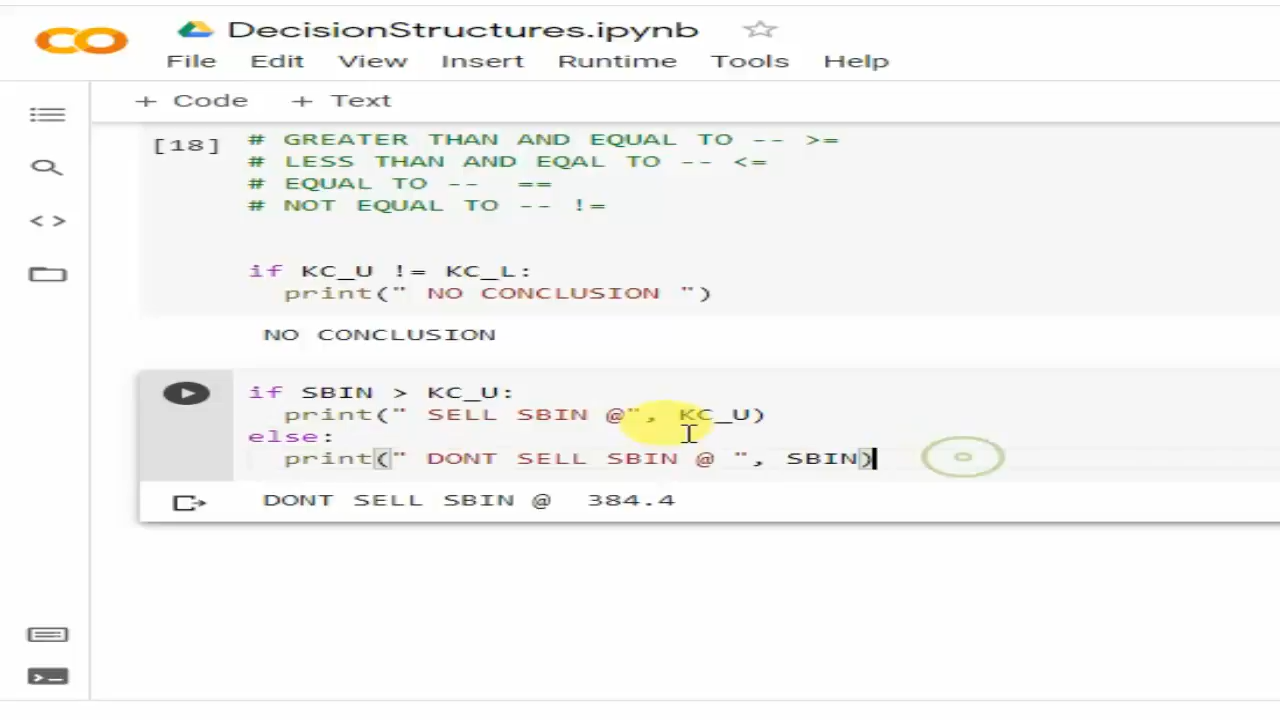 DecisionStructures.ipynb
File Edit View Insert Runtime Tools Help
+ Code + Text
[18] # GREATER THAN AND EQUAL TO -- >=
# LESS THAN AND EQAL TO -- <=
# EQUAL TO -- ==
# NOT EQUAL TO -- !=
if KC_U != KC_L:
print(" NO CONCLUSION ")
NO CONCLUSION
if SBIN > KC_U:
print(" SELL SBIN @", KC_U)
else:
print(" DONT SELL SBIN @ ", SBIN)
DONT SELL SBIN @ 384.4